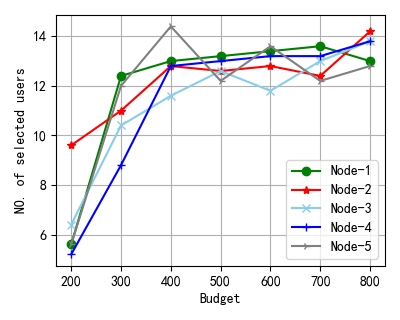 NO. of selected users
14
12
10
8
6
200 300 400 500 600 700 800
Budget
Node-1
Node-2
Node-3
Node-4
Node-5